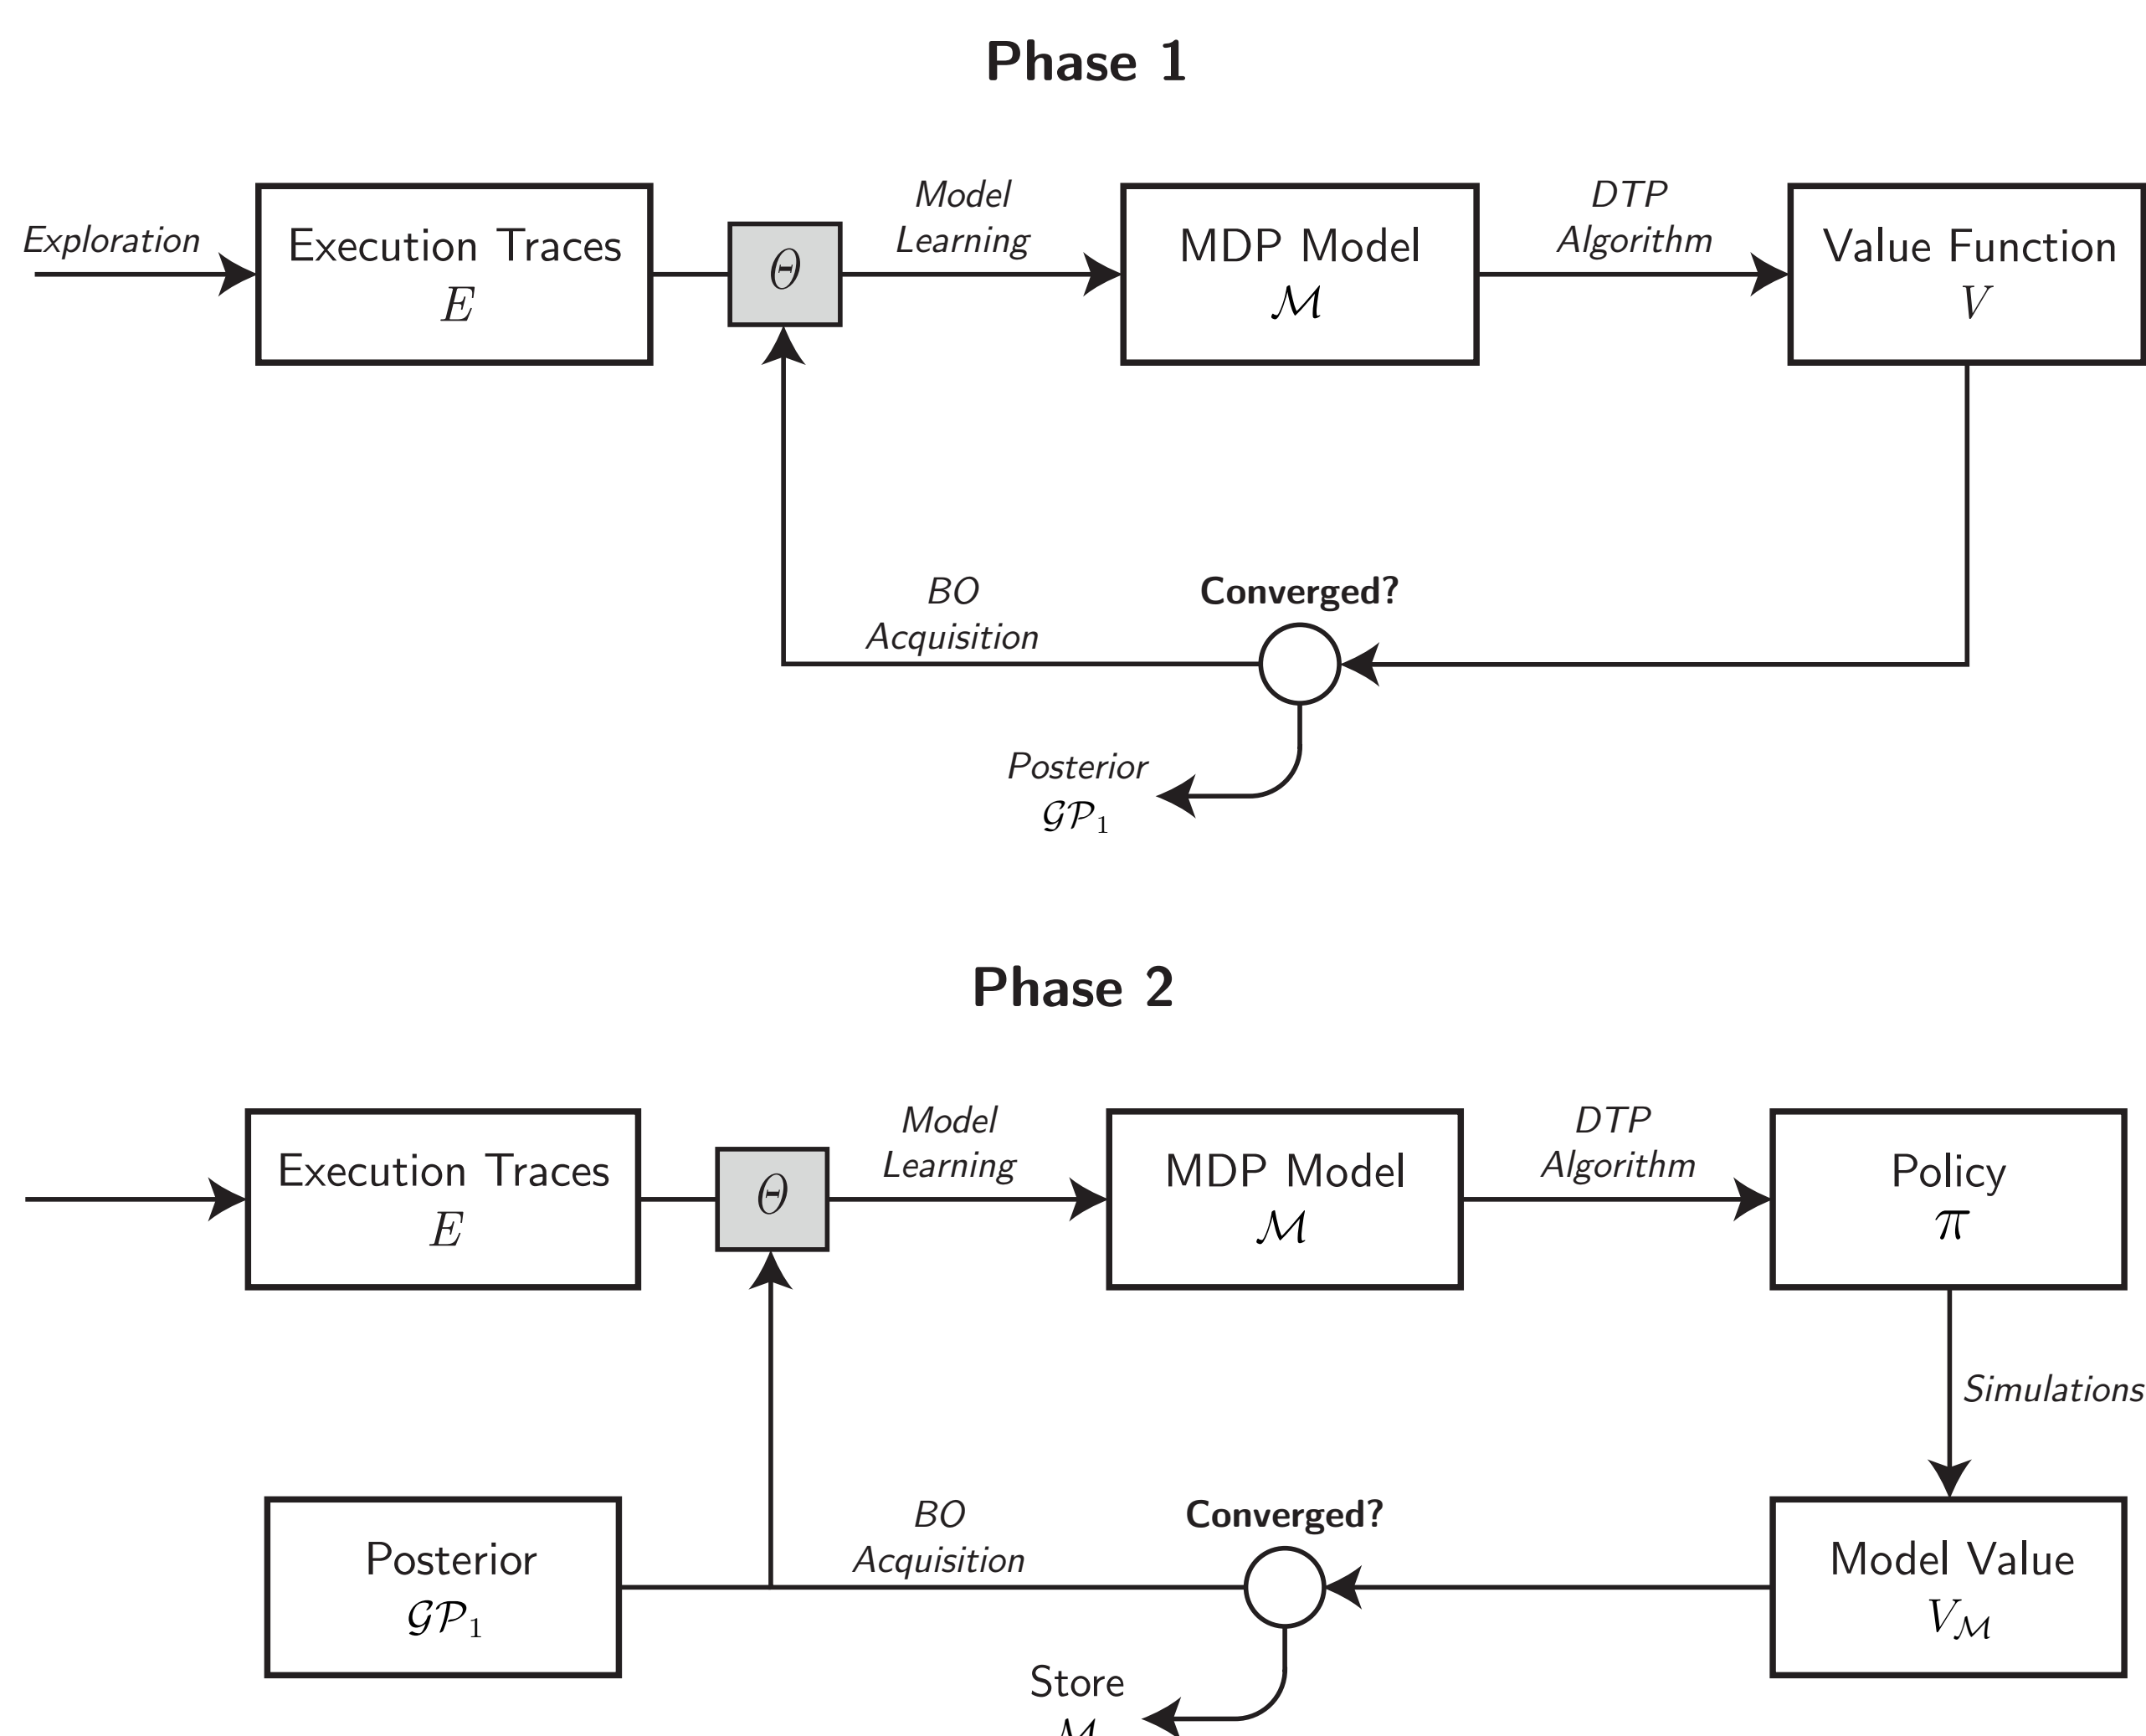 Phase 1
Exploration
Execution Traces
E
Θ
Model
Learning
MDP Model
ℳ
DTP
Algorithm
Value Function
V
BO
Acquisition
Converged?
Posterior
𝒢𝒫₁
Phase 2
Execution Traces
E
Θ
Model
Learning
MDP Model
ℳ
DTP
Algorithm
Policy
π
Simulations
Posterior
𝒢𝒫₁
BO
Acquisition
Converged?
Model Value
V_ℳ
Store
ℳ